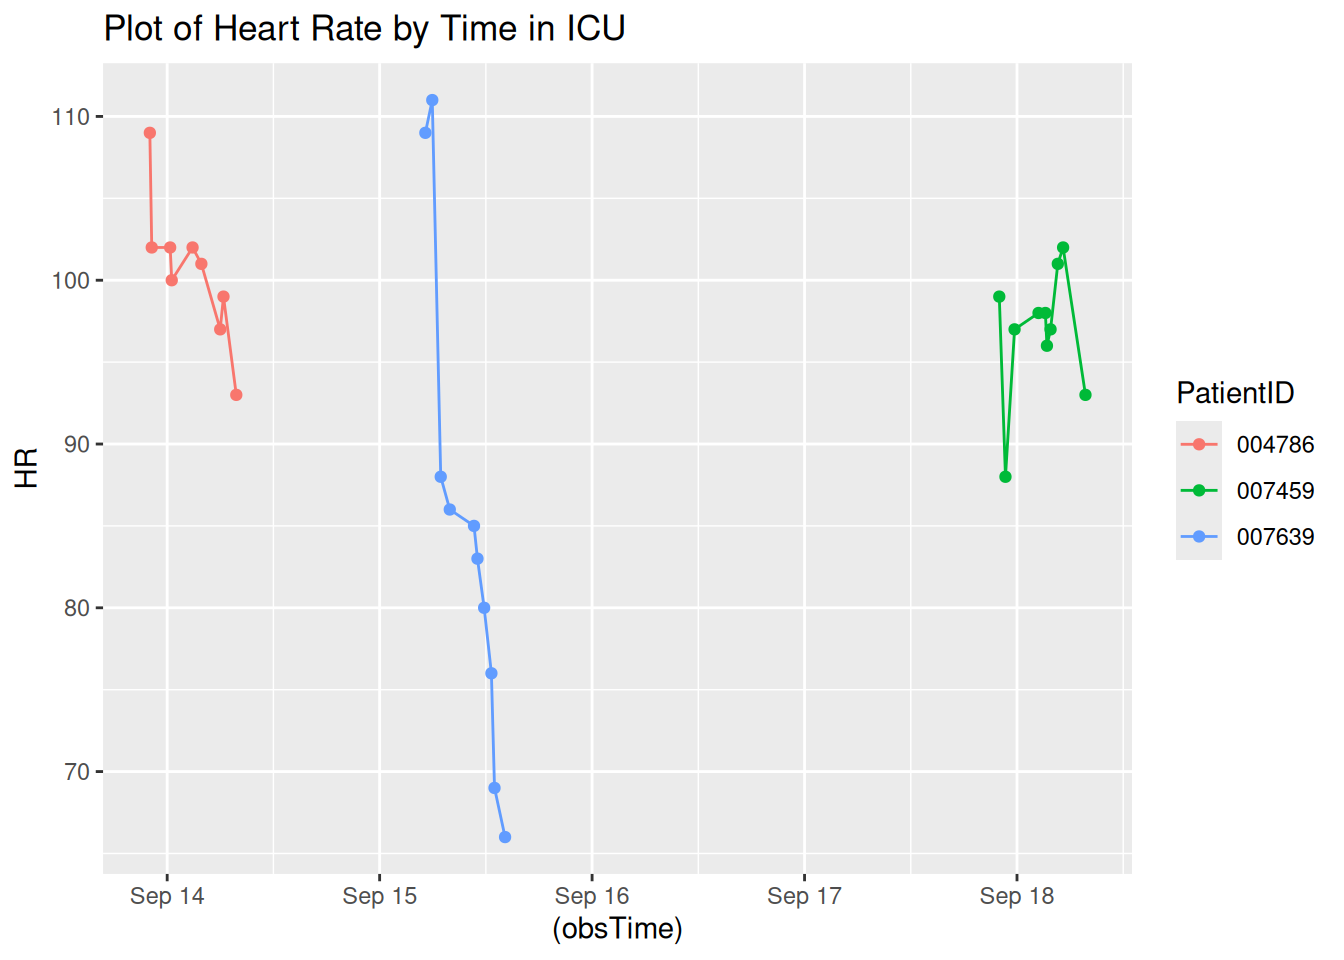 Plot of Heart Rate by Time in ICU
110
100
90
80
70
HR
Sep 14 Sep 15 Sep 16 Sep 17 Sep 18
(obsTime)
PatientID
004786
007459
007639